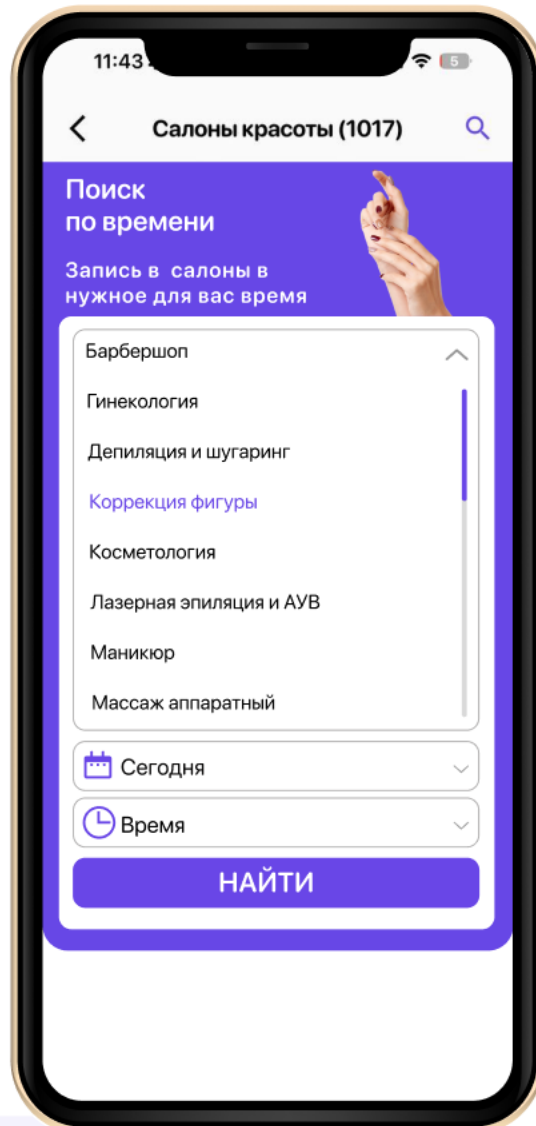 11:43
5
Салоны красоты (1017)
Поиск
по времени
Запись в салоны в
нужное для вас время
Барбершоп
Гинекология
Депиляция и шугаринг
Коррекция фигуры
Косметология
Лазерная эпиляция и АУВ
Маникюр
Массаж аппаратный
Сегодня
Время
НАЙТИ